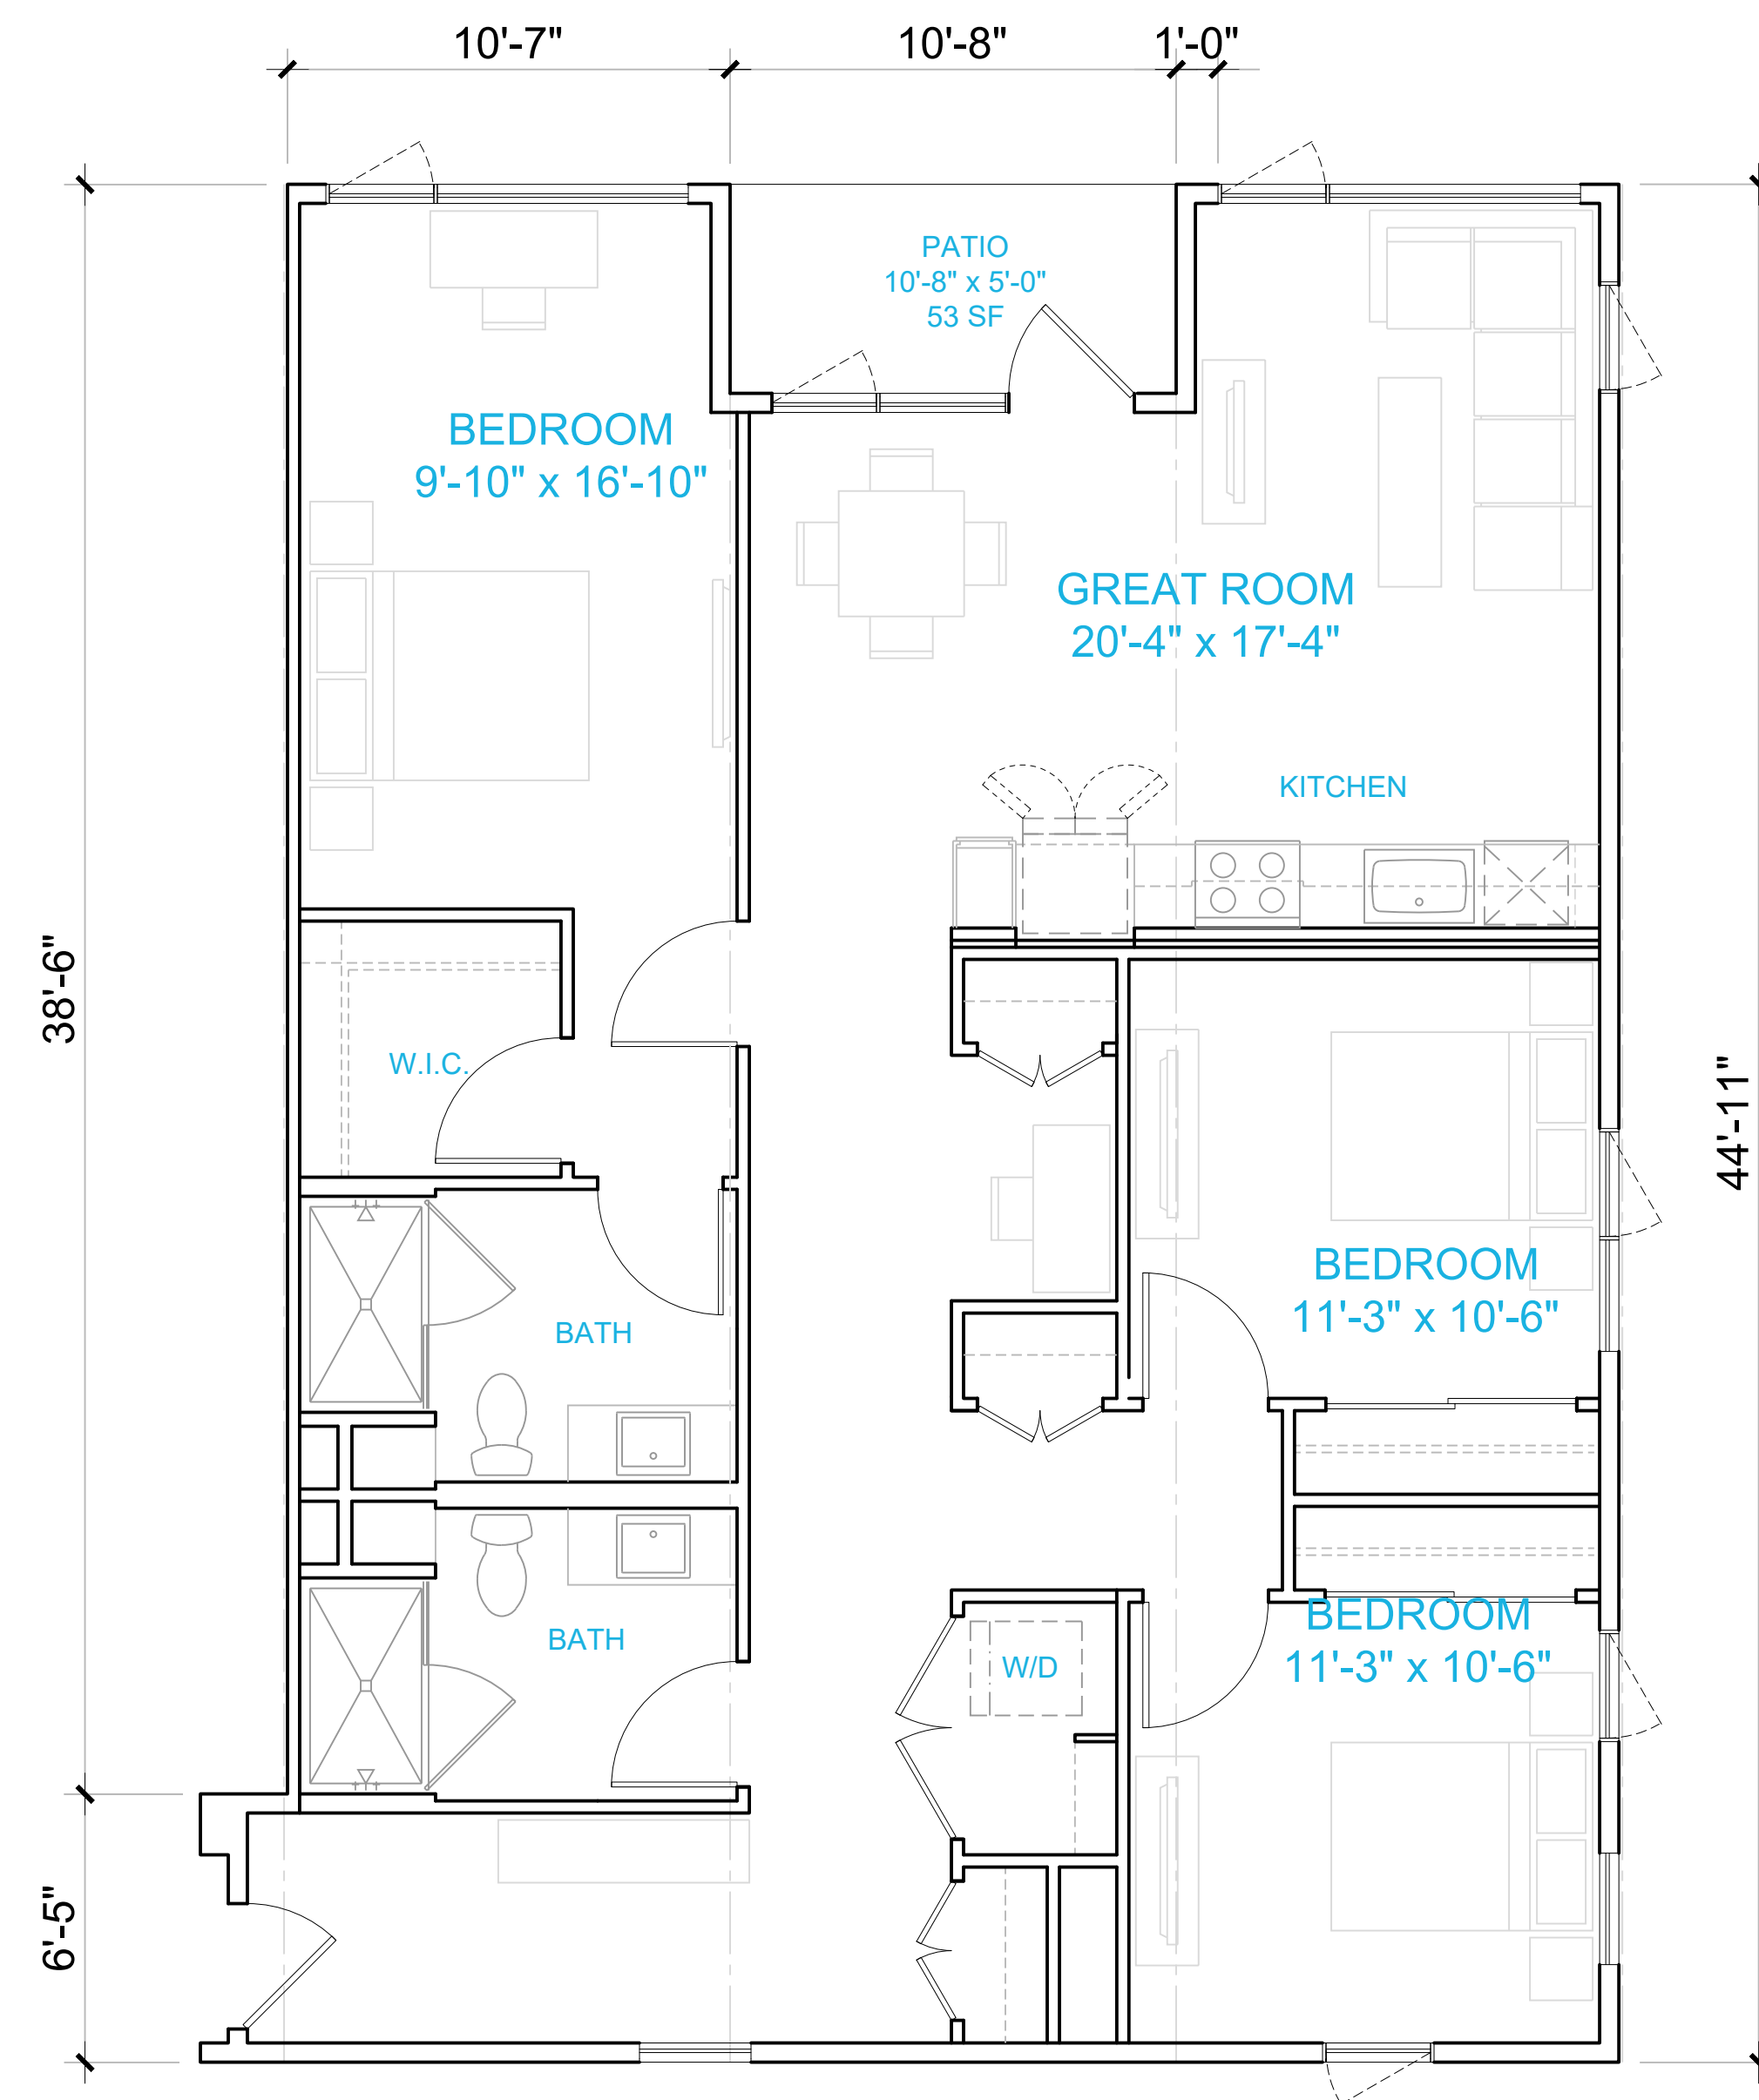 10'-7"
10'-8"
1'-0"
PATIO
10'-8" x 5'-0"
53 SF
BEDROOM
9'-10" x 16'-10"
GREAT ROOM
20'-4" x 17'-4"
KITCHEN
38'-6"
W.I.C.
44'-11"
BEDROOM
11'-3" x 10'-6"
BATH
BEDROOM
11'-3" x 10'-6"
BATH
W/D
6'-5"